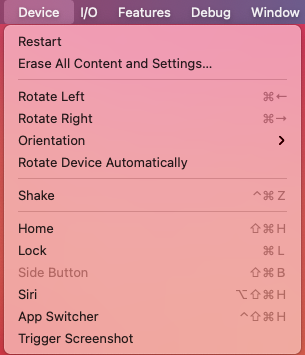 Device I/O Features Debug Window
Restart
Erase All Content and Settings...
Rotate Left ⌘←
Rotate Right ⌘→
Orientation >
Rotate Device Automatically
Shake ^⌘Z
Home ⇧⌘H
Lock ⌘L
Side Button ⇧⌘B
Siri ⌥⇧⌘H
App Switcher ^⇧⌘H
Trigger Screenshot